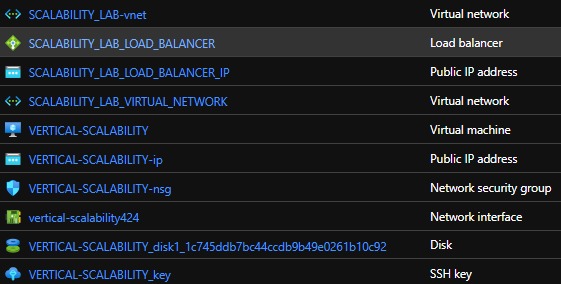 SCALABILITY_LAB-vnet Virtual network
SCALABILITY_LAB_LOAD_BALANCER Load balancer
SCALABILITY_LAB_LOAD_BALANCER_IP Public IP address
SCALABILITY_LAB_VIRTUAL_NETWORK Virtual network
VERTICAL-SCALABILITY Virtual machine
VERTICAL-SCALABILITY-ip Public IP address
VERTICAL-SCALABILITY-nsg Network security group
vertical-scalability424 Network interface
VERTICAL-SCALABILITY_disk1_1c745ddb7bc44ccdb9b49e0261b10c92 Disk
VERTICAL-SCALABILITY_key SSH key